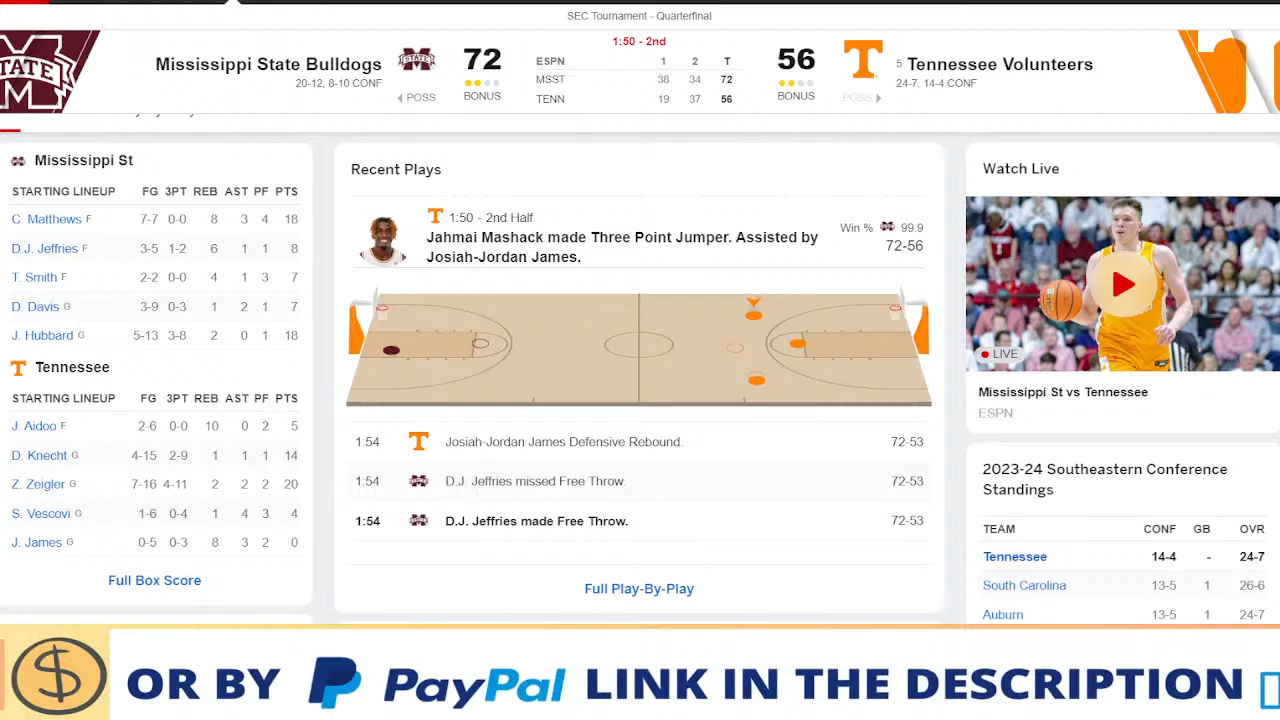 SEC Tournament - Quarterfinal
Mississippi State Bulldogs
20-12, 8-10 CONF
STATE
M
POSS
72
BONUS
1:50 - 2nd
ESPN 1 2 T
MSST 38 34 72
TENN 19 37 56
56
BONUS
T
POSS
5 Tennessee Volunteers
24-7, 14-4 CONF
Mississippi St
STARTING LINEUP FG 3PT REB AST PF PTS
C. Matthews F 7-7 0-0 8 3 4 18
D.J. Jeffries F 3-5 1-2 6 1 1 8
T. Smith F 2-2 0-0 4 1 3 7
D. Davis G 3-9 0-3 1 2 1 7
J. Hubbard G 5-13 3-8 2 0 1 18
Tennessee
STARTING LINEUP FG 3PT REB AST PF PTS
J. Aidoo F 2-6 0-0 10 0 2 5
D. Knecht G 4-15 2-9 1 1 1 14
Z. Zeigler G 7-16 4-11 2 2 2 20
S. Vescovi G 1-6 0-4 1 4 3 4
J. James G 0-5 0-3 8 3 2 0
Full Box Score
Recent Plays
1:50 - 2nd Half
Jahmai Mashack made Three Point Jumper. Assisted by
Josiah-Jordan James.
Win % 99.9
72-56
1:54 Josiah-Jordan James Defensive Rebound. 72-53
1:54 D.J. Jeffries missed Free Throw. 72-53
1:54 D.J. Jeffries made Free Throw. 72-53
Full Play-By-Play
Watch Live
LIVE
Mississippi St vs Tennessee
ESPN
2023-24 Southeastern Conference
Standings
TEAM CONF GB OVR
Tennessee 14-4 - 24-7
South Carolina 13-5 1 26-6
Auburn 13-5 1 24-7
$ OR BY PayPal LINK IN THE DESCRIPTION